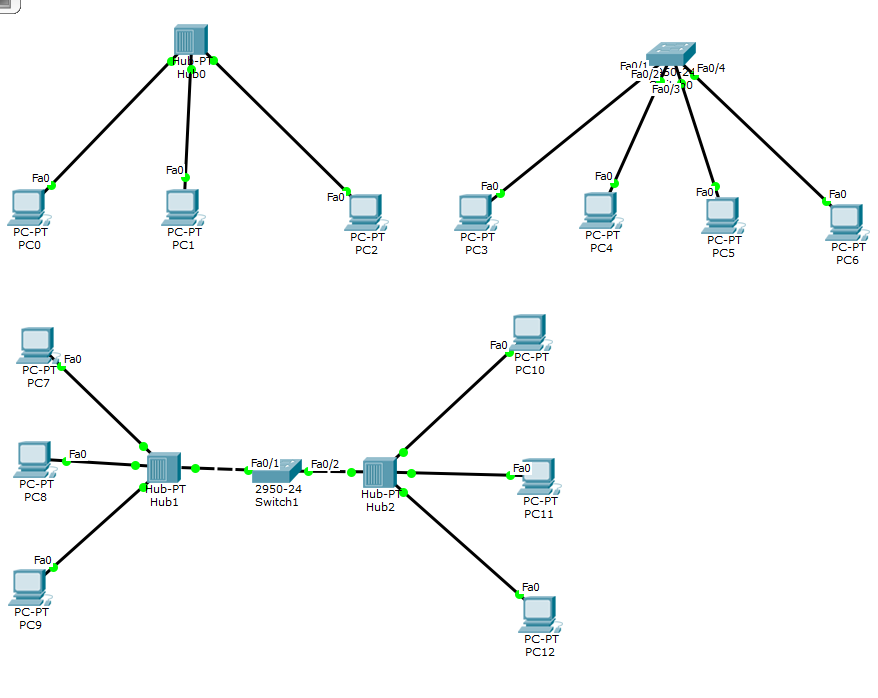 Hub-PT
Hub0
Fa0
PC-PT
PC0
Fa0
PC-PT
PC1
Fa0
PC-PT
PC2
Fa0/1
Fa0/2
Fa0/3
Fa0/4
Fa0
PC-PT
PC3
Fa0
PC-PT
PC4
Fa0
PC-PT
PC5
Fa0
PC-PT
PC6
Fa0
PC-PT
PC7
Fa0
PC-PT
PC8
Fa0
PC-PT
PC9
Hub-PT
Hub1
Fa0/1
Fa0/2
2950-24
Switch1
Hub-PT
Hub2
Fa0
PC-PT
PC10
Fa0
PC-PT
PC11
Fa0
PC-PT
PC12